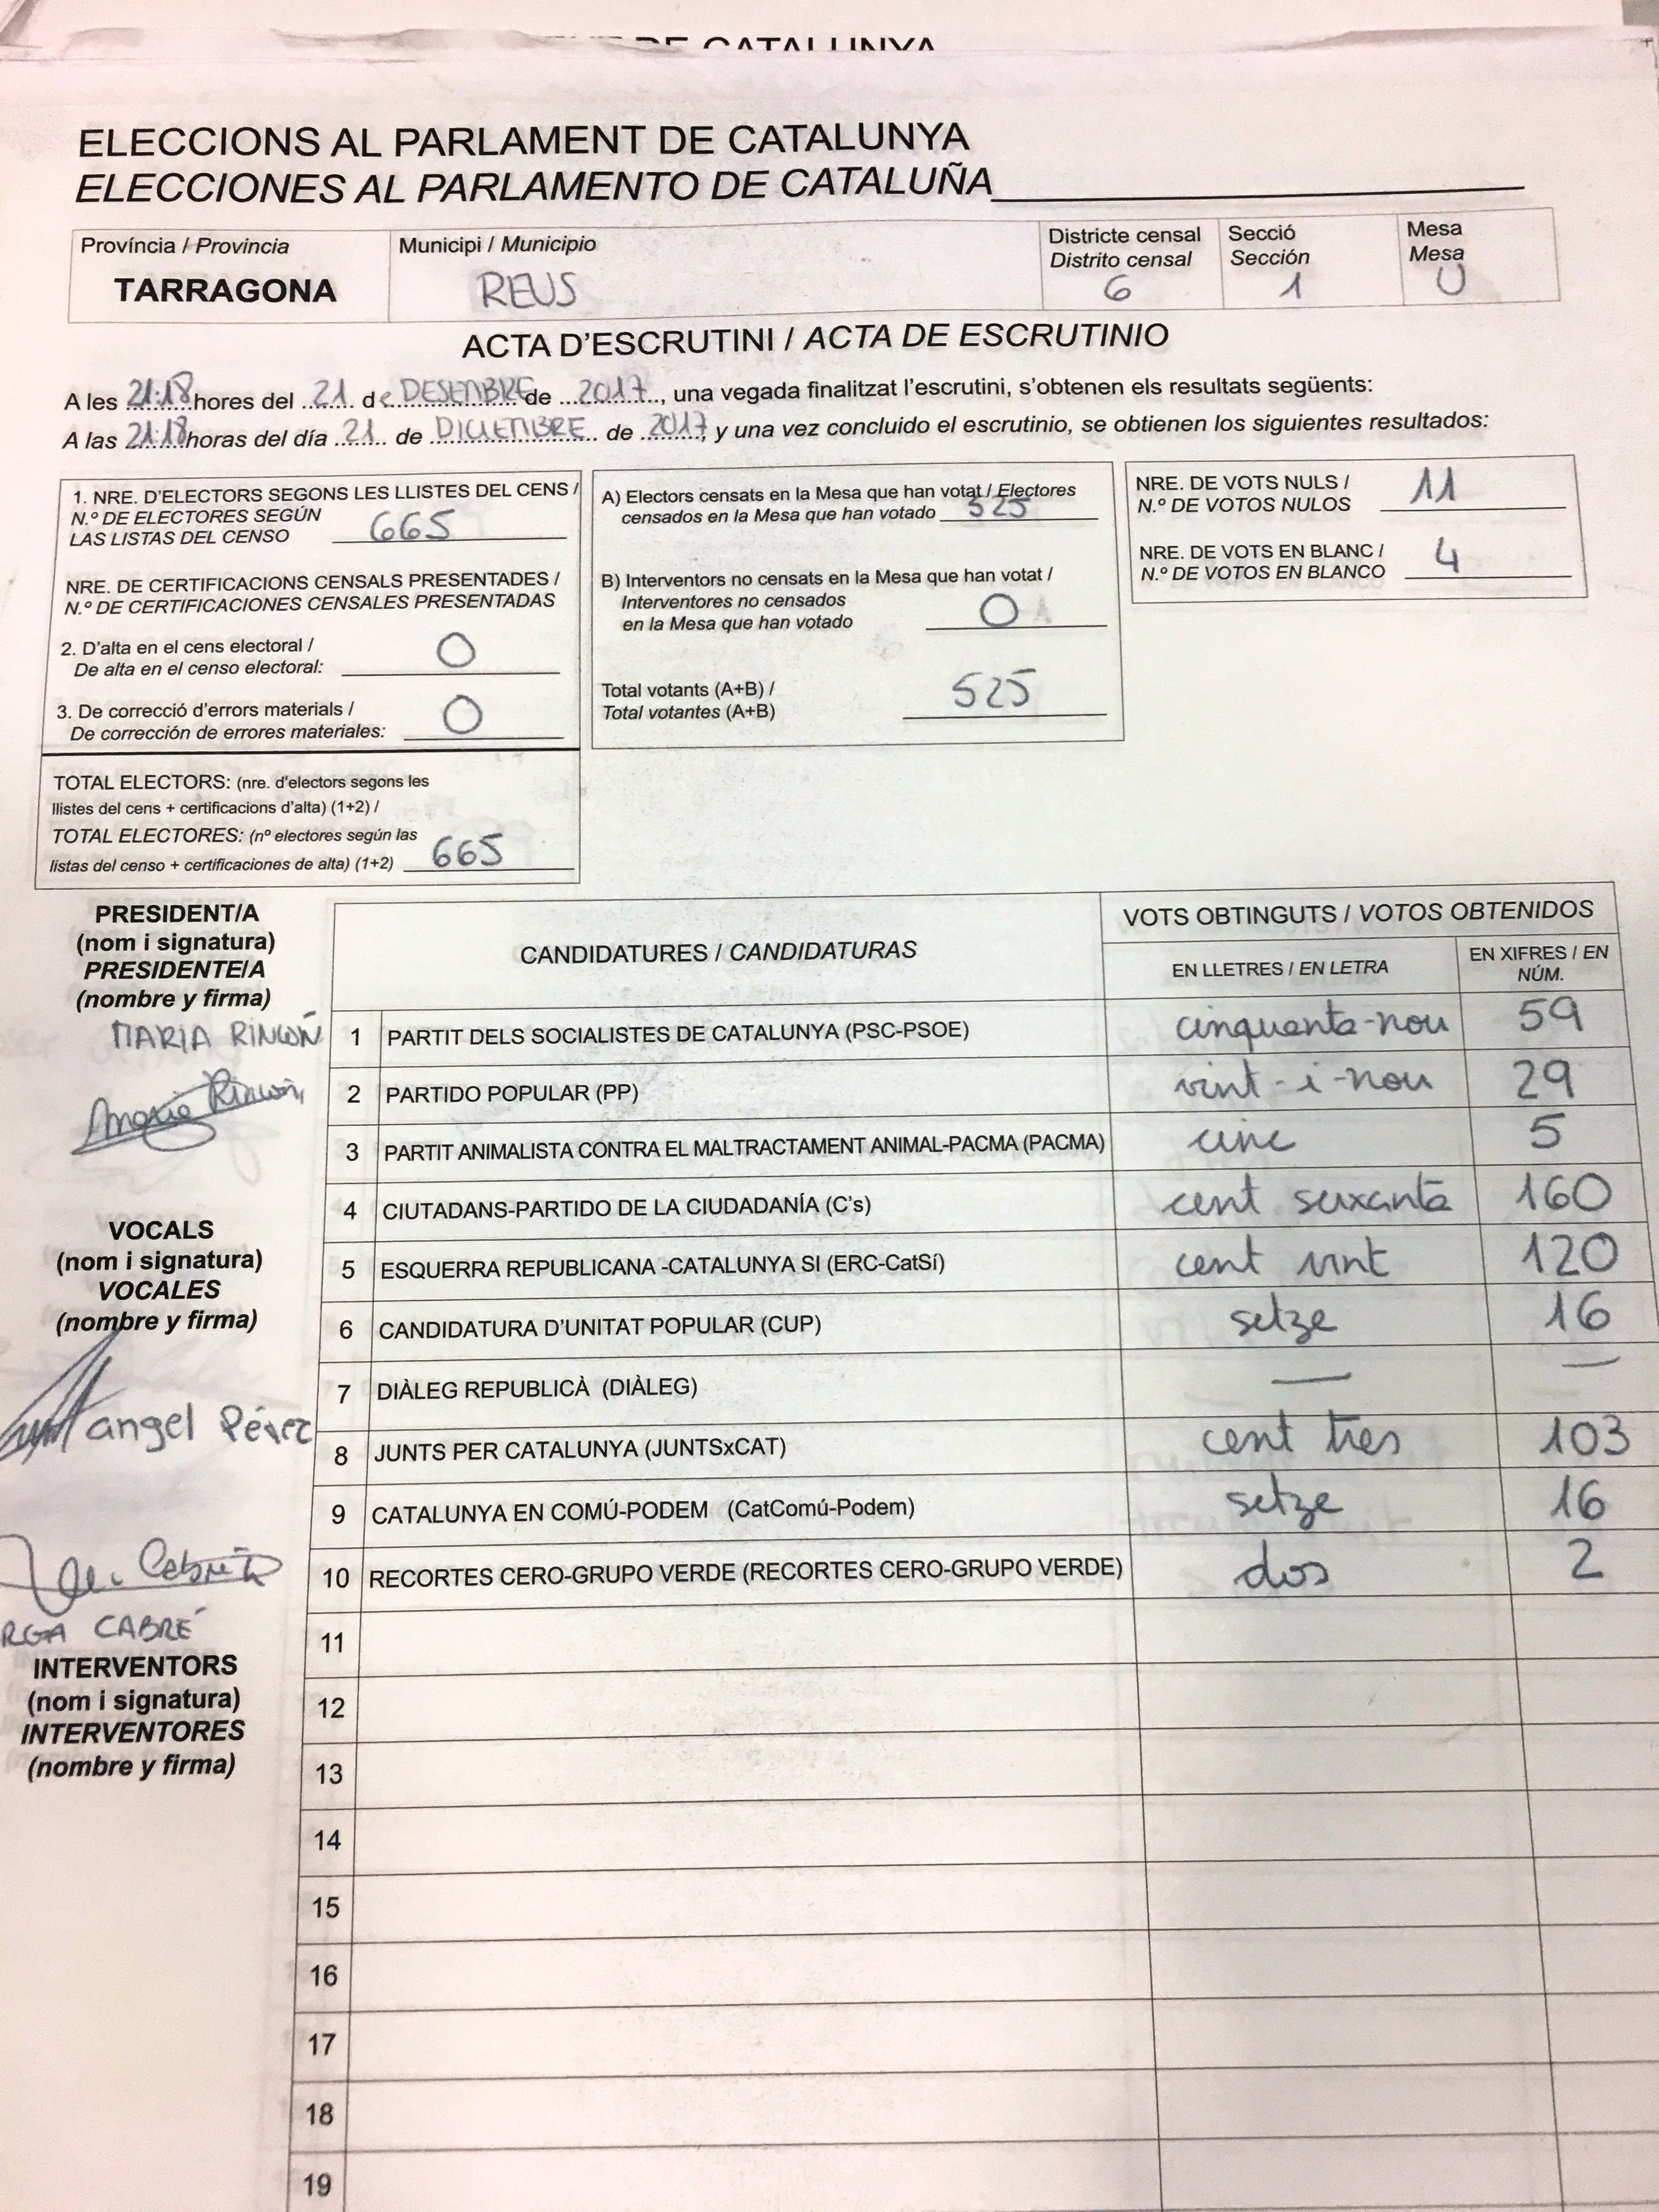 ELECCIONS AL PARLAMENT DE CATALUNYA
ELECCIONES AL PARLAMENTO DE CATALUÑA
Província / Provincia
TARRAGONA
Municipi / Municipio
REUS
Districte censal
Distrito censal
6
Secció
Sección
1
Mesa
Mesa
U
ACTA D'ESCRUTINI / ACTA DE ESCRUTINIO
A les 21:18 hores del 21 de DESEMBRE de 2017, una vegada finalitzat l'escrutini, s'obtenen els resultats següents:
A las 21:18 horas del día 21 de DICIEMBRE de 2017, y una vez concluido el escrutinio, se obtienen los siguientes resultados:
1. NRE. D'ELECTORS SEGONS LES LLISTES DEL CENS /
N.º DE ELECTORES SEGÚN
LAS LISTAS DEL CENSO 665
NRE. DE CERTIFICACIONS CENSALS PRESENTADES /
N.º DE CERTIFICACIONES CENSALES PRESENTADAS
2. D'alta en el cens electoral /
De alta en el censo electoral: 0
3. De correcció d'errors materials /
De corrección de errores materiales: 0
TOTAL ELECTORS: (nre. d'electors segons les
llistes del cens + certificacions d'alta) (1+2) /
TOTAL ELECTORES: (nº electores según las
listas del censo + certificaciones de alta) (1+2) 665
A) Electors censats en la Mesa que han votat / Electores
censados en la Mesa que han votado 525
B) Interventors no censats en la Mesa que han votat /
Interventores no censados
en la Mesa que han votado 0
Total votants (A+B) /
Total votantes (A+B) 525
NRE. DE VOTS NULS /
N.º DE VOTOS NULOS 11
NRE. DE VOTS EN BLANC /
N.º DE VOTOS EN BLANCO 4
PRESIDENT/A
(nom i signatura)
PRESIDENTE/A
(nombre y firma)
MARIA RINCÓN
Maria Rincón
VOCALS
(nom i signatura)
VOCALES
(nombre y firma)
angel Pérez
RGA CABRÉ
INTERVENTORS
(nom i signatura)
INTERVENTORES
(nombre y firma)
CANDIDATURES / CANDIDATURAS
VOTS OBTINGUTS / VOTOS OBTENIDOS
EN LLETRES / EN LETRA
EN XIFRES / EN
NÚM.
1 PARTIT DELS SOCIALISTES DE CATALUNYA (PSC-PSOE) cinquanta-nou 59
2 PARTIDO POPULAR (PP) vint-i-nou 29
3 PARTIT ANIMALISTA CONTRA EL MALTRACTAMENT ANIMAL-PACMA (PACMA) cinc 5
4 CIUTADANS-PARTIDO DE LA CIUDADANÍA (C's) cent seixanta 160
5 ESQUERRA REPUBLICANA -CATALUNYA SI (ERC-CatSí) cent vint 120
6 CANDIDATURA D'UNITAT POPULAR (CUP) setze 16
7 DIÀLEG REPUBLICÀ (DIÀLEG) — —
8 JUNTS PER CATALUNYA (JUNTSxCAT) cent tres 103
9 CATALUNYA EN COMÚ-PODEM (CatComú-Podem) setze 16
10 RECORTES CERO-GRUPO VERDE (RECORTES CERO-GRUPO VERDE) dos 2
11
12
13
14
15
16
17
18
19